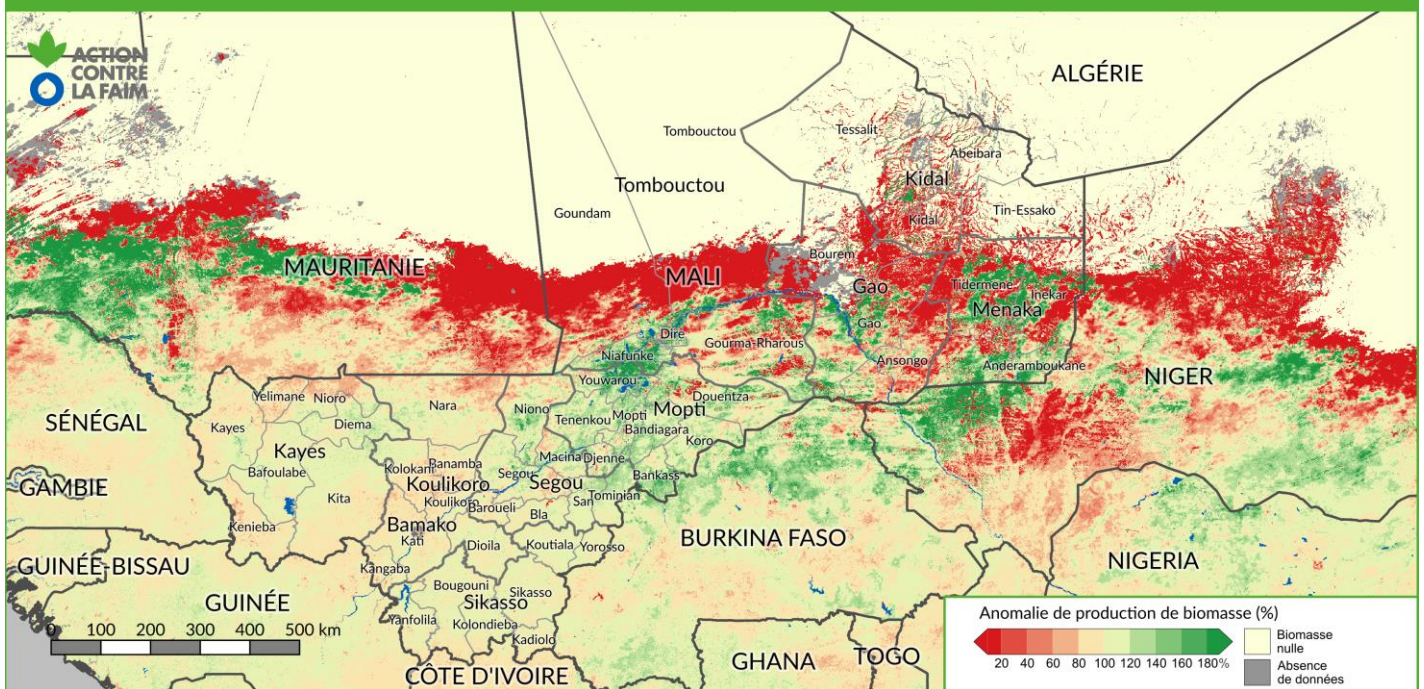 ACTION
CONTRE
LA FAIM
ALGÉRIE
Tombouctou
Tessalit
Abeibara
Kidal
Tombouctou
Goundam
Kidal
Tin-Essako
MAURITANIE
MALI
Bourem
Gao
Tidermene
Inekar
Menaka
Gao
Dire
Gourma-Rharous
Niafunke
Ansongo
Anderamboukane
NIGER
Youwarou
Douentza
Yelimane
Nioro
Nara
Niono
Tenenkou
Mopti
Mopti
Bandiagara
SÉNÉGAL
Kayes
Diema
Koro
Kayes
Bafoulabe
Kolokani
Banamba
Macina
Djenne
Bankass
Segou
Segou
GAMBIE
Kita
Koulikoro
Koulikoro
Baroueli
San
Tominian
Bla
Kenieba
Bamako
Kati
BURKINA FASO
Dioila
Koutiala
Yorosso
NIGERIA
GUINÉE-BISSAU
Kangaba
GUINÉE
Bougouni
Sikasso
Sikasso
Yanfolila
Kolondieba
Kadiolo
0 100 200 300 400 500 km
CÔTE D'IVOIRE
GHANA
TOGO
Anomalie de production de biomasse (%)
20 40 60 80 100 120 140 160 180%
Biomasse
nulle
Absence
de données